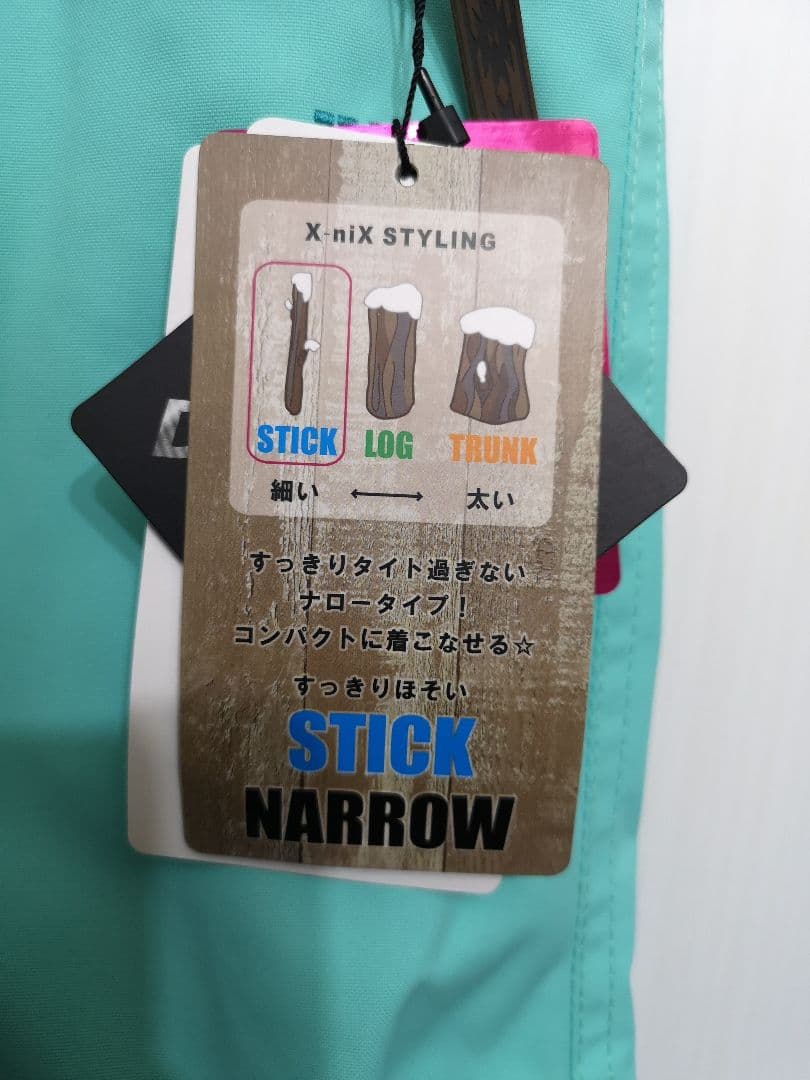 X-niX STYLING
STICK LOG TRUNK
細い ⟷ 太い
すっきりタイト過ぎない
ナロータイプ!
コンパクトに着こなせる☆
すっきりほそい
STICK
NARROW